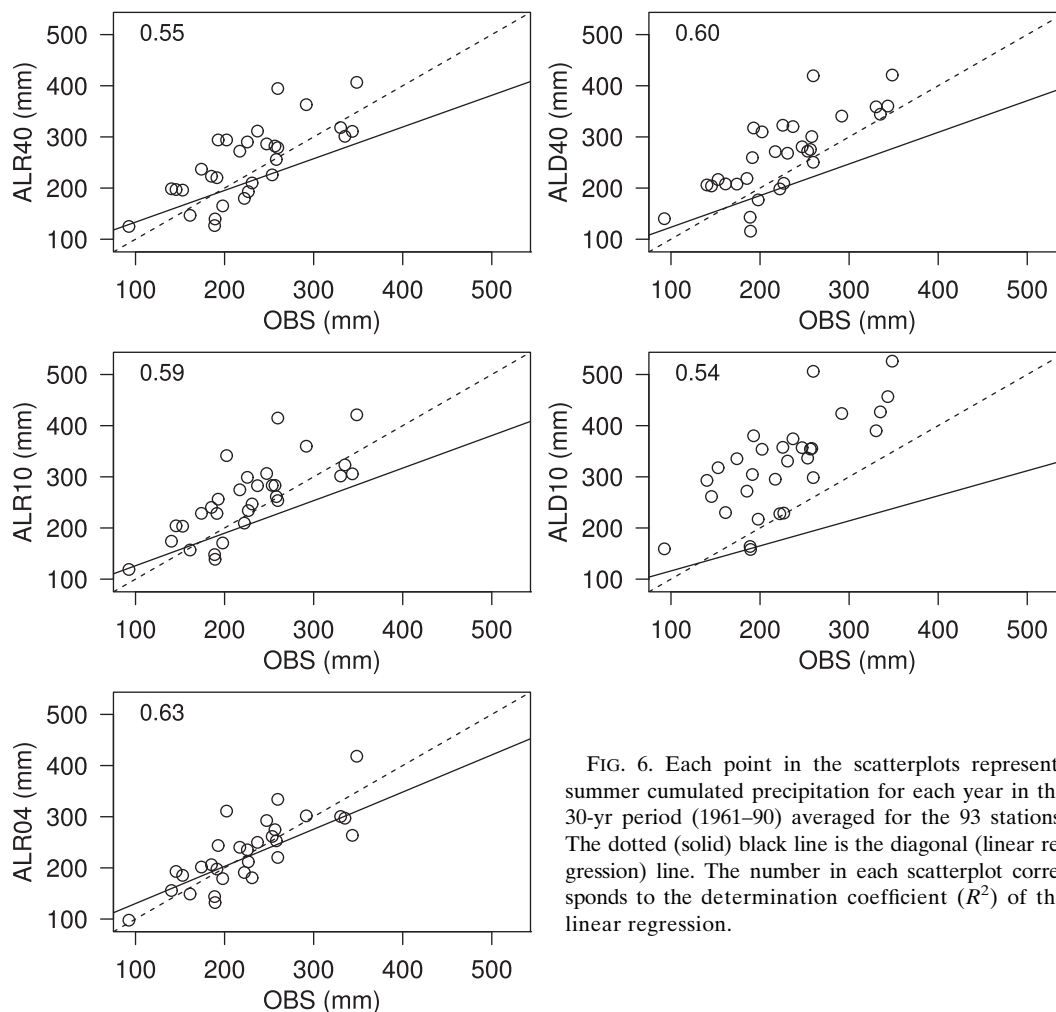 0.55
ALR40 (mm)
500
400
300
200
100
100 200 300 400 500
OBS (mm)
0.60
ALD40 (mm)
500
400
300
200
100
100 200 300 400 500
OBS (mm)
0.59
ALR10 (mm)
500
400
300
200
100
100 200 300 400 500
OBS (mm)
0.54
ALD10 (mm)
500
400
300
200
100
100 200 300 400 500
OBS (mm)
0.63
ALR04 (mm)
500
400
300
200
100
100 200 300 400 500
OBS (mm)
FIG. 6. Each point in the scatterplots represent
summer cumulated precipitation for each year in th
30-yr period (1961–90) averaged for the 93 stations
The dotted (solid) black line is the diagonal (linear re
gression) line. The number in each scatterplot corre
sponds to the determination coefficient (R²) of th
linear regression.